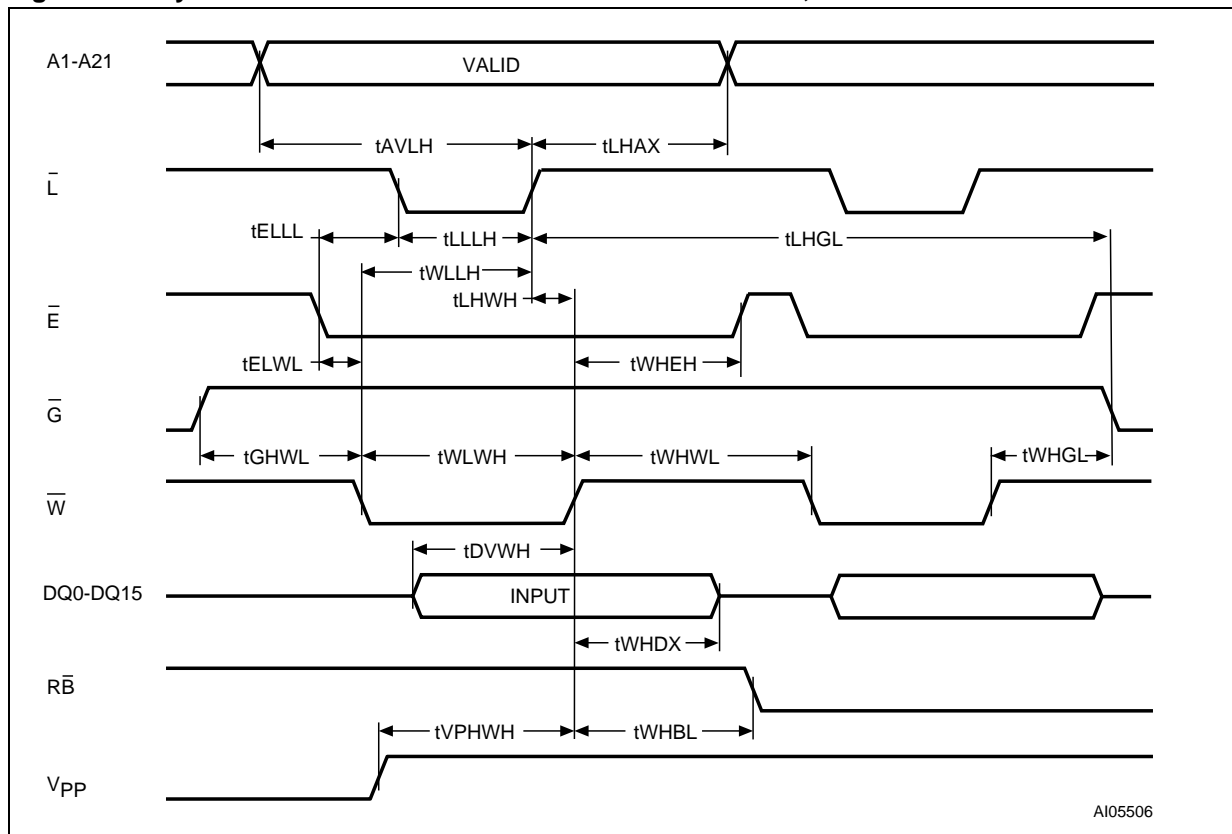 A1-A21
VALID
tAVLH
tLHAX
L̅
tELLL
tLLLH
tLHGL
tWLLH
tLHWH
E̅
tELWL
tWHEH
G̅
tGHWL
tWLWH
tWHWL
tWHGL
W̅
tDVWH
DQ0-DQ15
INPUT
tWHDX
RB̅
tVPHWH
tWHBL
VPP
AI05506